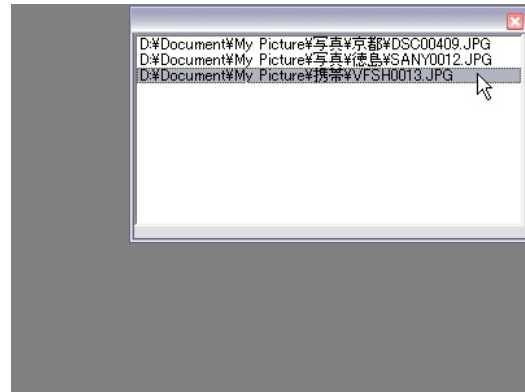 D:¥Document¥My Picture¥写真¥京都¥DSC00409.JPG
D:¥Document¥My Picture¥写真¥徳島¥SANY0012.JPG
D:¥Document¥My Picture¥携帯¥VFSH0013.JPG